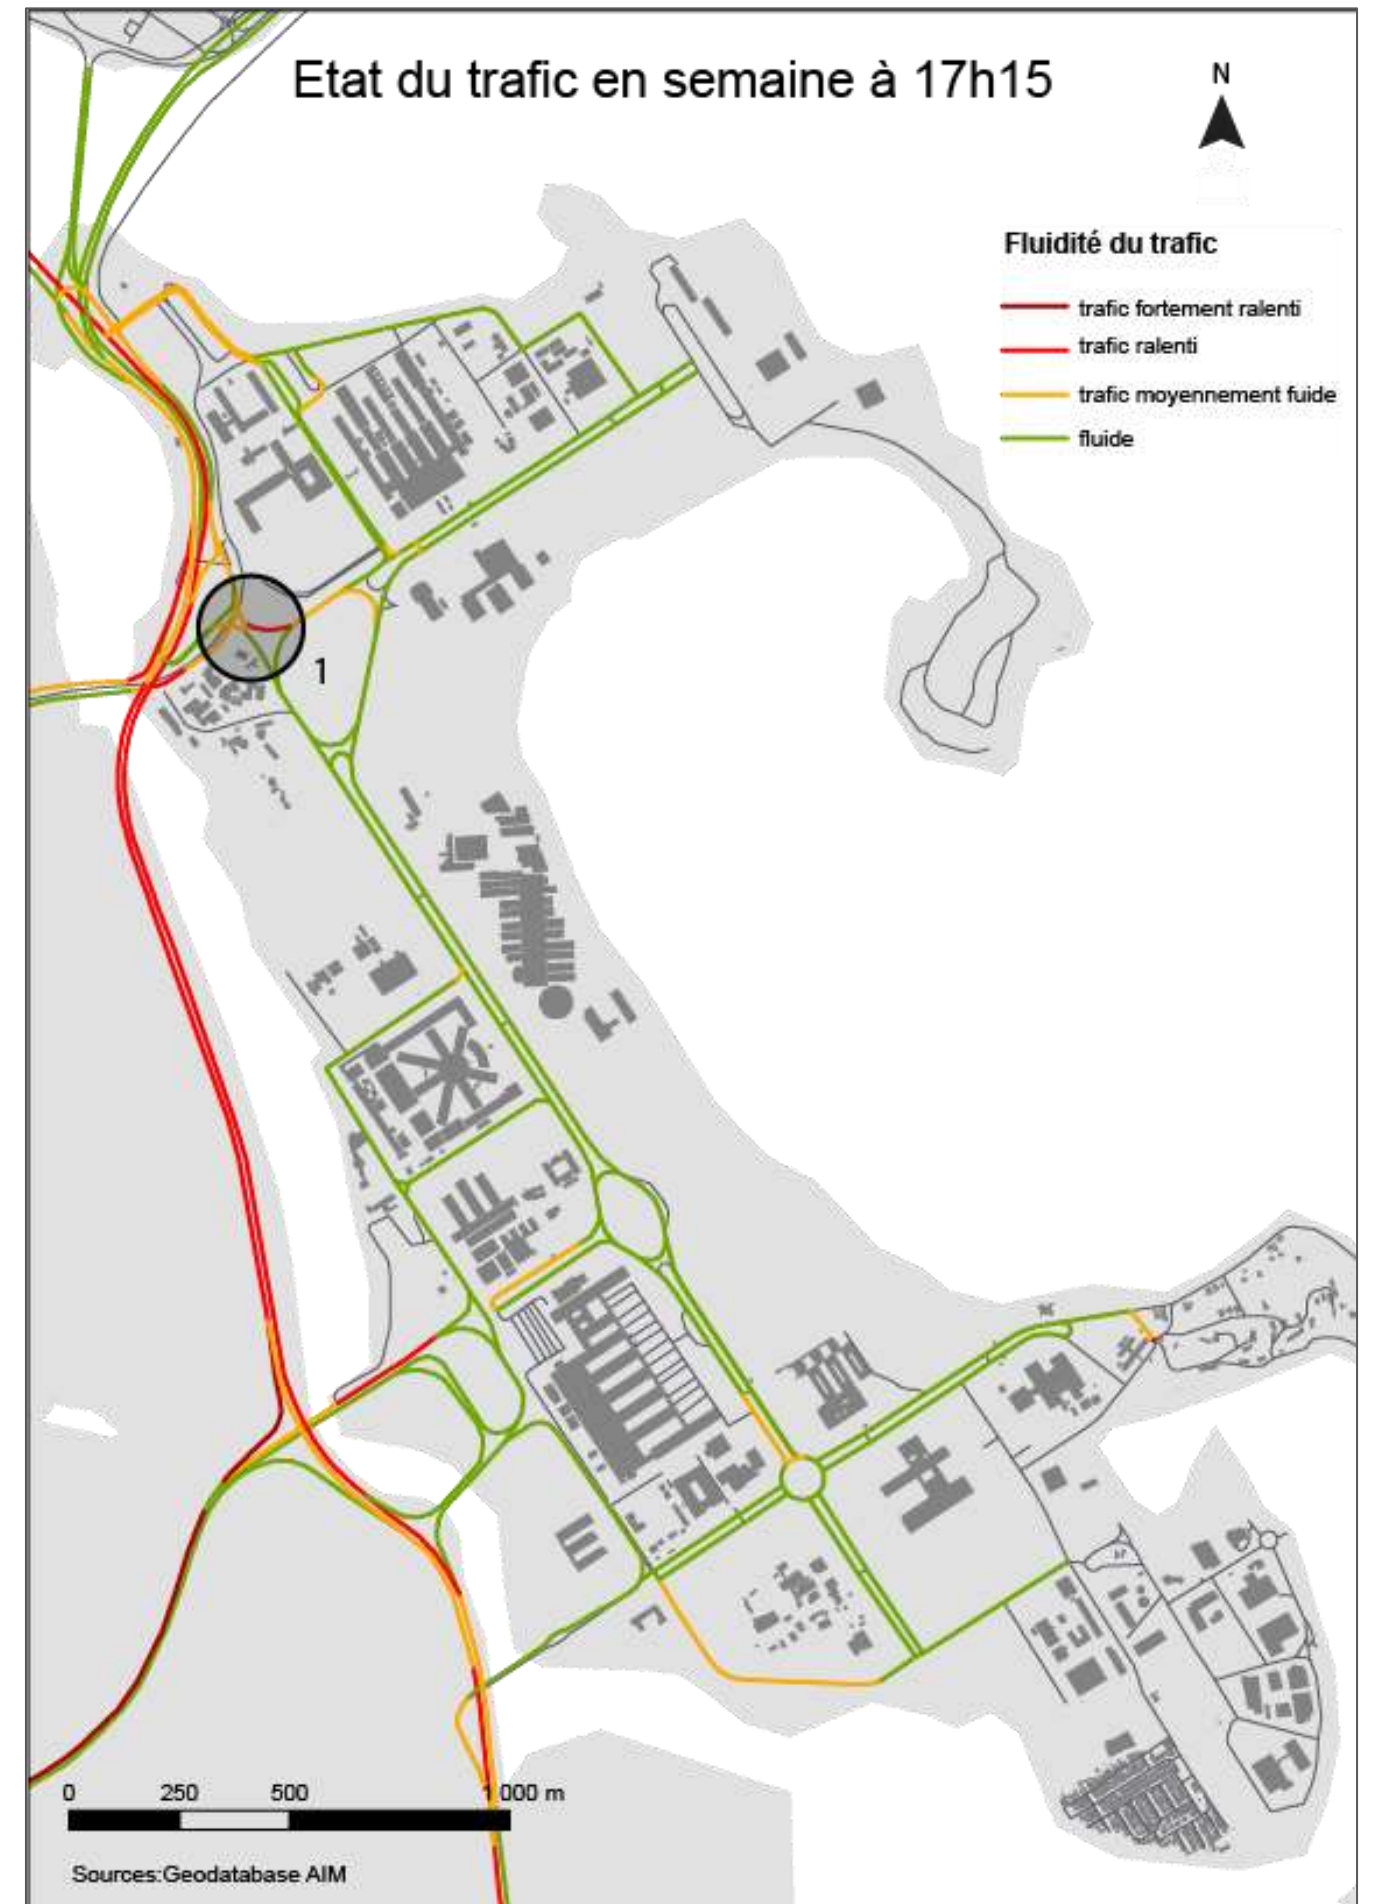 Etat du trafic en semaine à 17h15
N
Fluidité du trafic
trafic fortement ralenti
trafic ralenti
trafic moyennement fuide
fluide
1
0 250 500 1 000 m
Sources:Geodatabase AIM